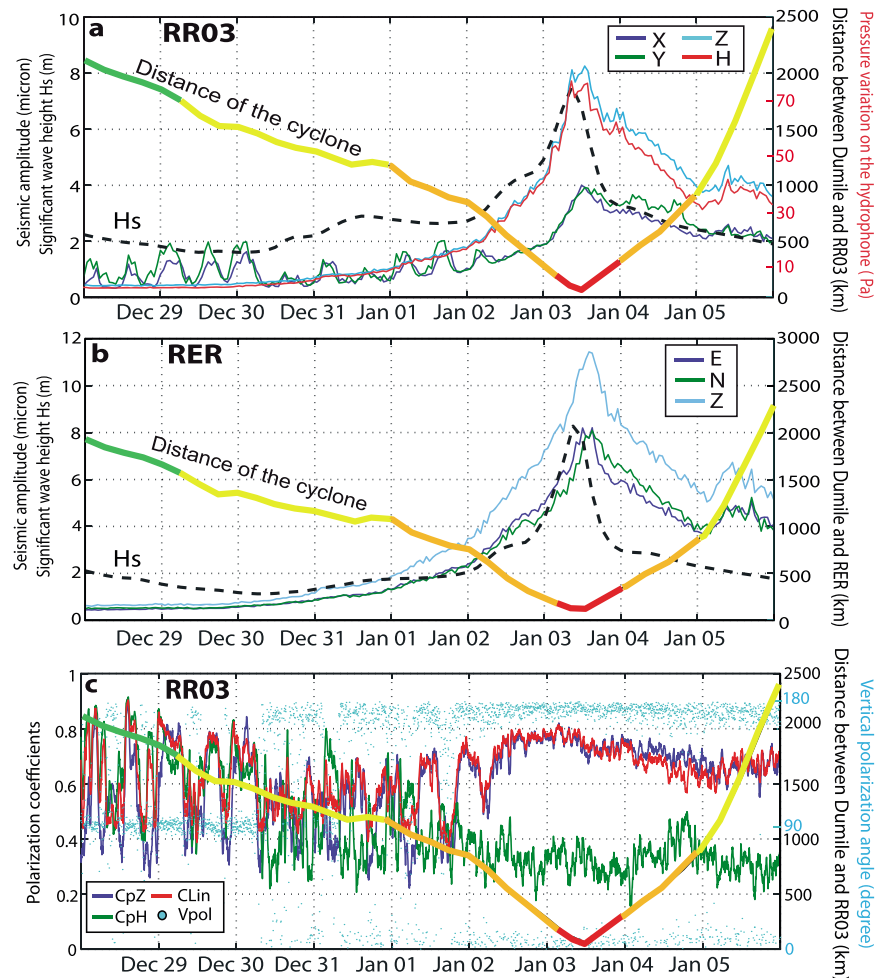 a
RR03
X
Z
Y
H
Distance of the cyclone
Hs
Seismic amplitude (micron)
Significant wave height Hs (m)
10
8
6
4
2
0
2500
2000
1500
1000
500
0
70
50
30
10
Distance between Dumile and RR03 (km)
Pressure variation on the hydrophone ( Pa)
Dec 29 Dec 30 Dec 31 Jan 01 Jan 02 Jan 03 Jan 04 Jan 05
b
RER
E
N
Z
Distance of the cyclone
Hs
Seismic amplitude (micron)
Significant wave height Hs (m)
12
10
8
6
4
2
0
3000
2500
2000
1500
1000
500
0
Distance between Dumile and RER
(km)
Dec 29 Dec 30 Dec 31 Jan 01 Jan 02 Jan 03 Jan 04 Jan 05
c
RR03
Polarization coefficients
1
0.8
0.6
0.4
0.2
0
CpZ CLin
CpH Vpol
2500
2000
1500
1000
500
0
180
90
0
Distance between Dumile and RR03 (km)
Vertical polarization angle (degree)
Dec 29 Dec 30 Dec 31 Jan 01 Jan 02 Jan 03 Jan 04 Jan 05